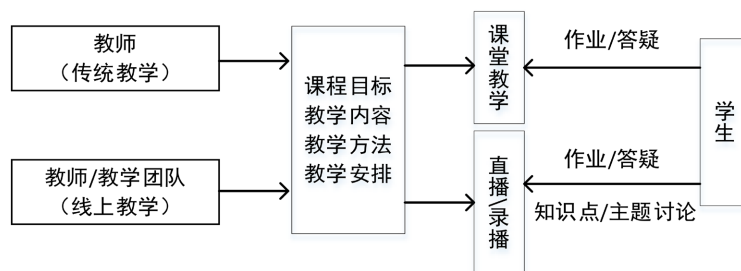 教师
（传统教学）
教师/教学团队
（线上教学）
课程目标
教学内容
教学方法
教学安排
课堂教学
直播/录播
作业/答疑
作业/答疑
知识点/主题讨论
学生